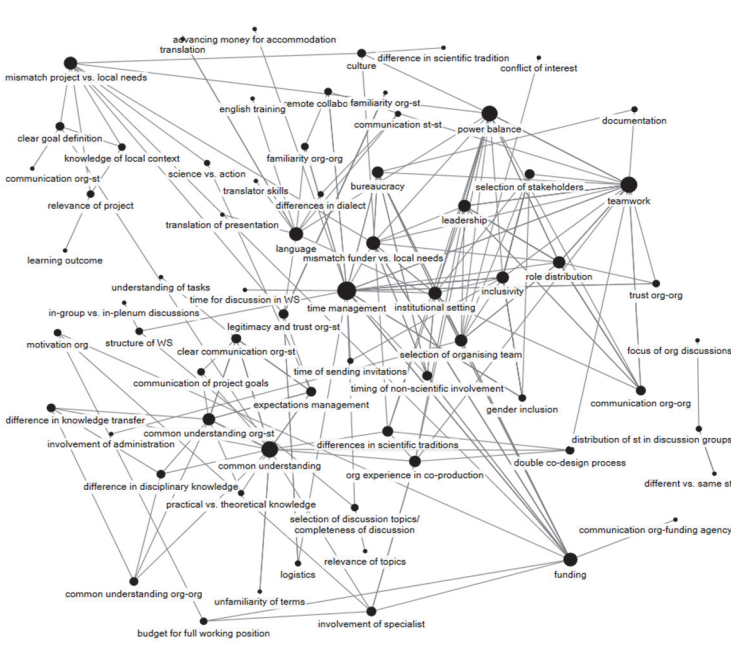 advancing money for accommodation
translation
culture
difference in scientific tradition
conflict of interest
mismatch project vs. local needs
english training
remote collabo
familiarity org-st
communication st-st
power balance
documentation
clear goal definition
knowledge of local context
familiarity org-org
science vs. action
communication org-st
translator skills
bureaucracy
selection of stakeholders
teamwork
relevance of project
differences in dialect
leadership
translation of presentation
language
mismatch funder vs. local needs
learning outcome
role distribution
understanding of tasks
time for discussion in WS
time management
institutional setting
inclusivity
trust org-org
in-group vs. in-plenum discussions
legitimacy and trust org-st
motivation org
structure of WS
clear communication org-st
selection of organising team
focus of org discussions
communication of project goals
time of sending invitations
timing of non-scientific involvement
expectations management
gender inclusion
communication org-org
difference in knowledge transfer
common understanding org-st
involvement of administration
differences in scientific traditions
distribution of st in discussion groups
common understanding
double co-design process
org experience in co-production
difference in disciplinary knowledge
different vs. same st
practical vs. theoretical knowledge
selection of discussion topics/
completeness of discussion
communication org-funding agency
relevance of topics
logistics
funding
common understanding org-org
unfamiliarity of terms
involvement of specialist
budget for full working position